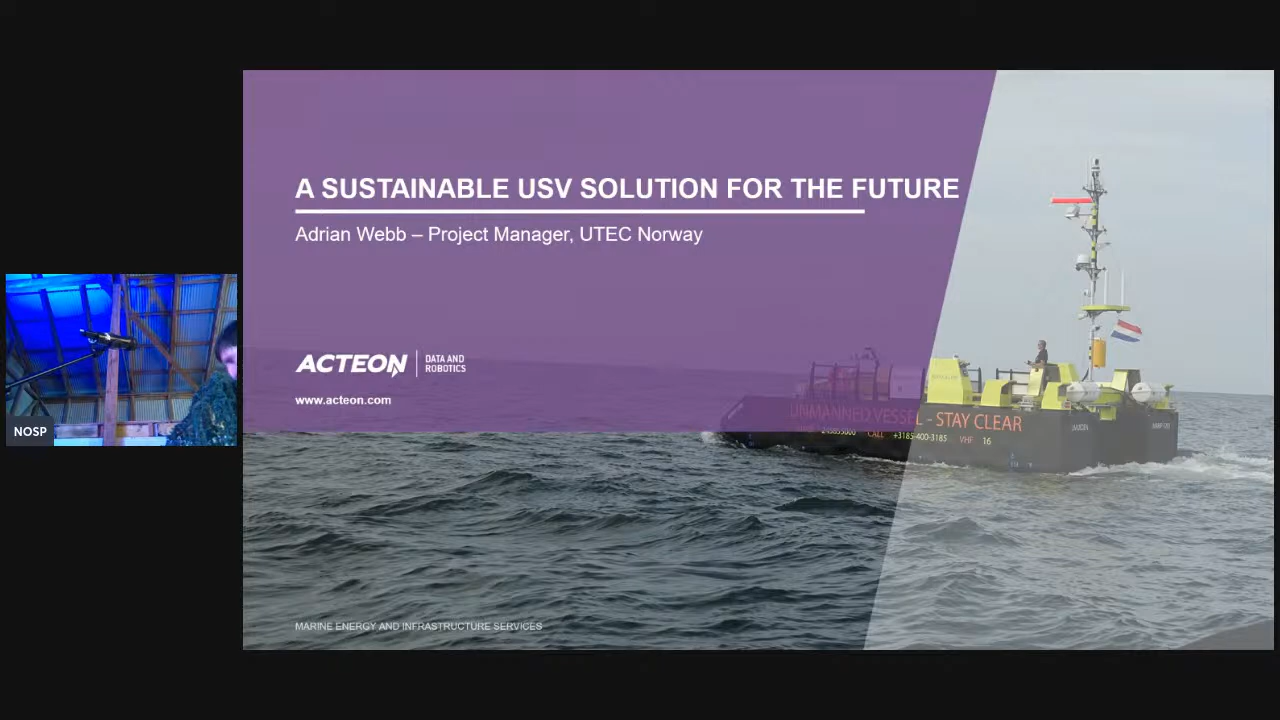 A SUSTAINABLE USV SOLUTION FOR THE FUTURE
Adrian Webb – Project Manager, UTEC Norway
ACTEON
DATA AND
ROBOTICS
www.acteon.com
UNMANNED VESSEL - STAY CLEAR
CALL +3185-400-3185 VHF 16
NOSP
MARINE ENERGY AND INFRASTRUCTURE SERVICES